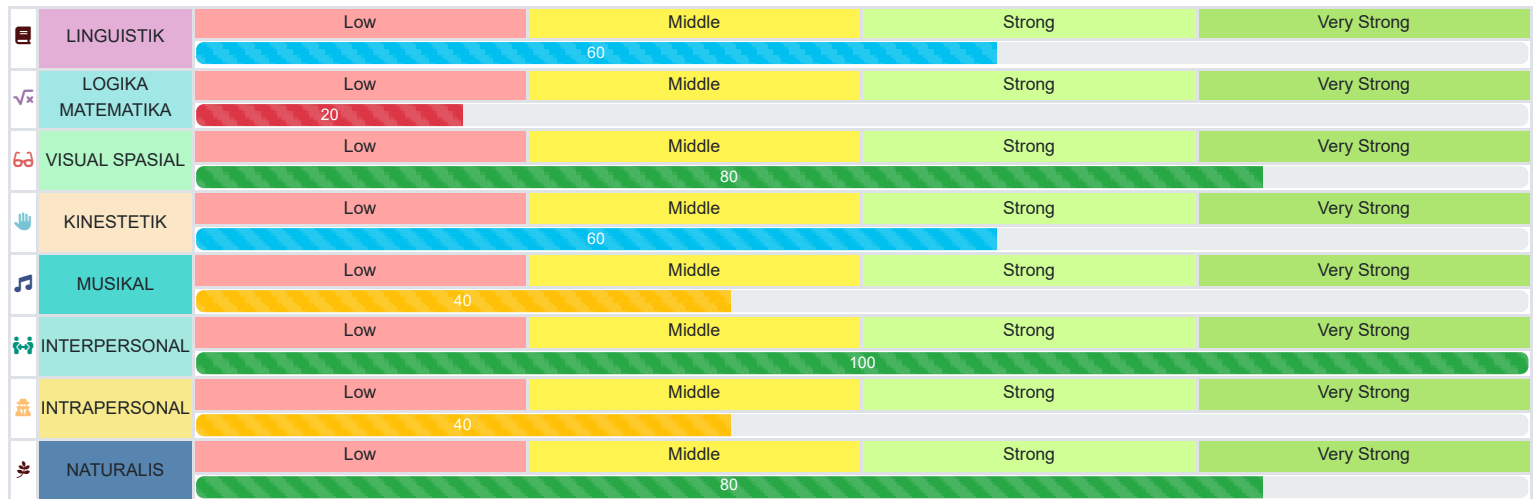 Low Middle Strong Very Strong
LINGUISTIK
60
LOGIKA
MATEMATIKA
Low Middle Strong Very Strong
20
Low Middle Strong Very Strong
VISUAL SPASIAL
80
Low Middle Strong Very Strong
KINESTETIK
60
Low Middle Strong Very Strong
MUSIKAL
40
Low Middle Strong Very Strong
INTERPERSONAL
100
Low Middle Strong Very Strong
INTRAPERSONAL
40
Low Middle Strong Very Strong
NATURALIS
80